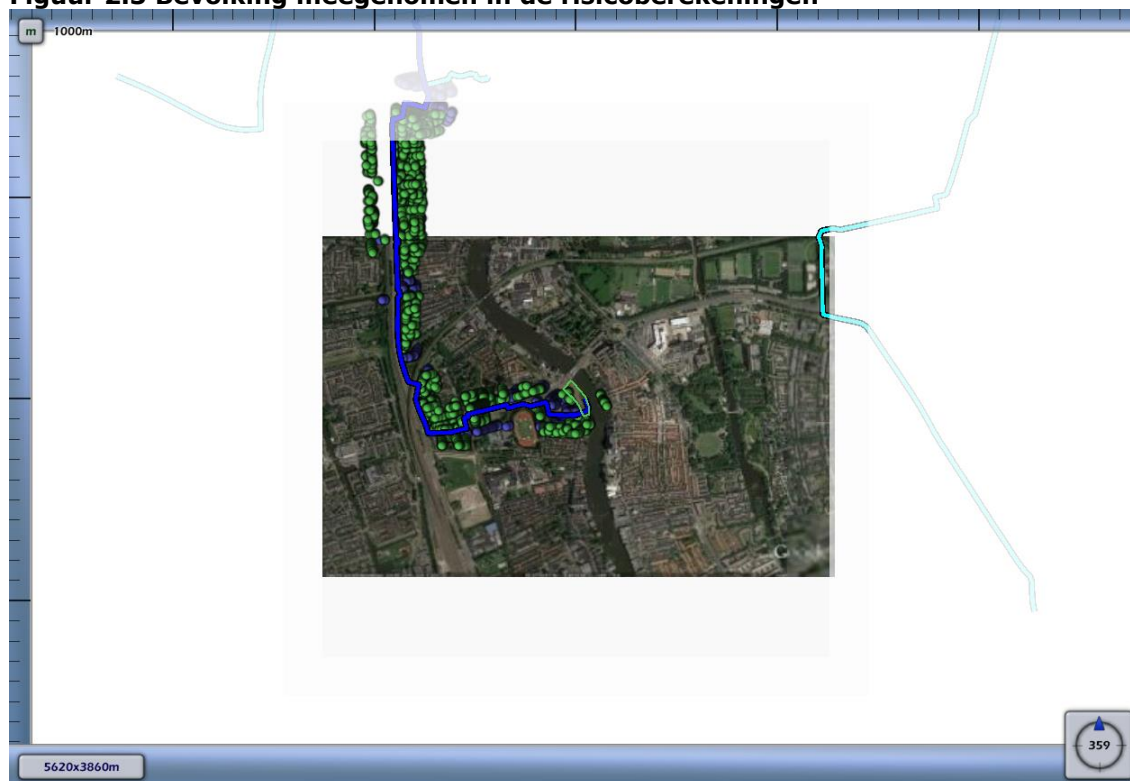 Figuur 2.3 Bevolking meegenomen in de risicoberekeningen
m
1000m
359
5620x3860m